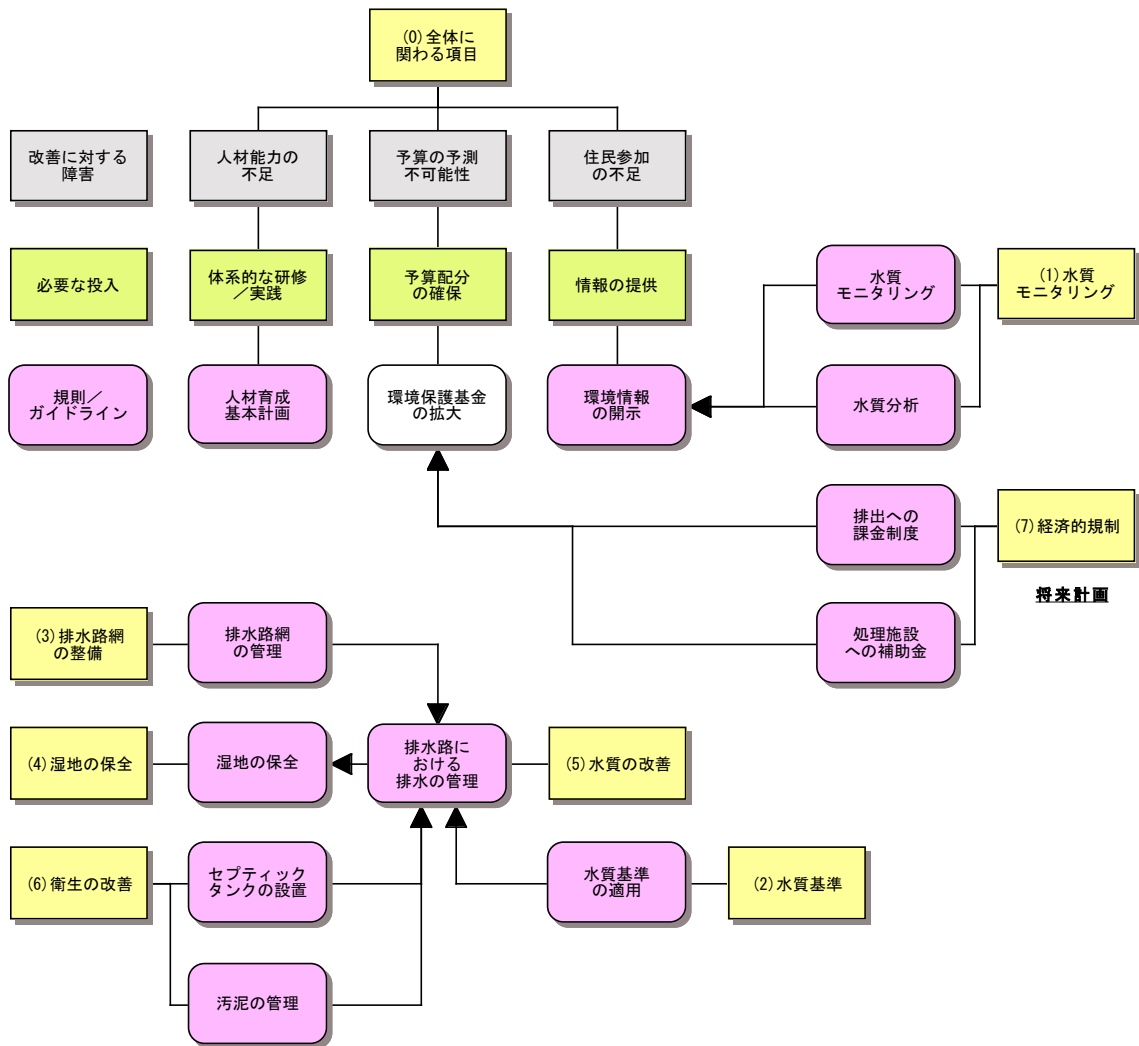 (0)全体に
関わる項目
改善に対する
障害
人材能力の
不足
予算の予測
不可能性
住民参加
の不足
必要な投入
体系的な研修
／実践
予算配分
の確保
情報の提供
水質
モニタリング
(1)水質
モニタリング
規則／
ガイドライン
人材育成
基本計画
環境保護基金
の拡大
環境情報
の開示
水質分析
排出への
課金制度
(7)経済的規制
将来計画
(3)排水路網
の整備
排水路網
の管理
処理施設
への補助金
(4)湿地の保全
湿地の保全
排水路に
おける
排水の管理
(5)水質の改善
(6)衛生の改善
セプティック
タンクの設置
水質基準
の適用
(2)水質基準
汚泥の管理